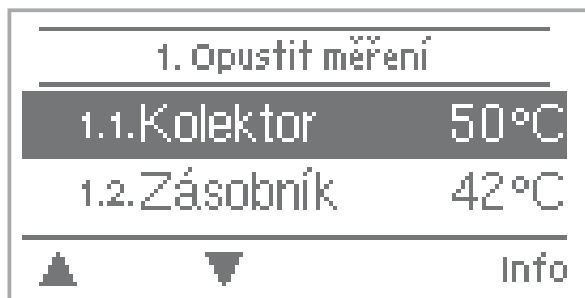 1. Opustit měření
1.1.Kolektor 50°C
1.2.Zásobník 42°C
▲ ▼ Info